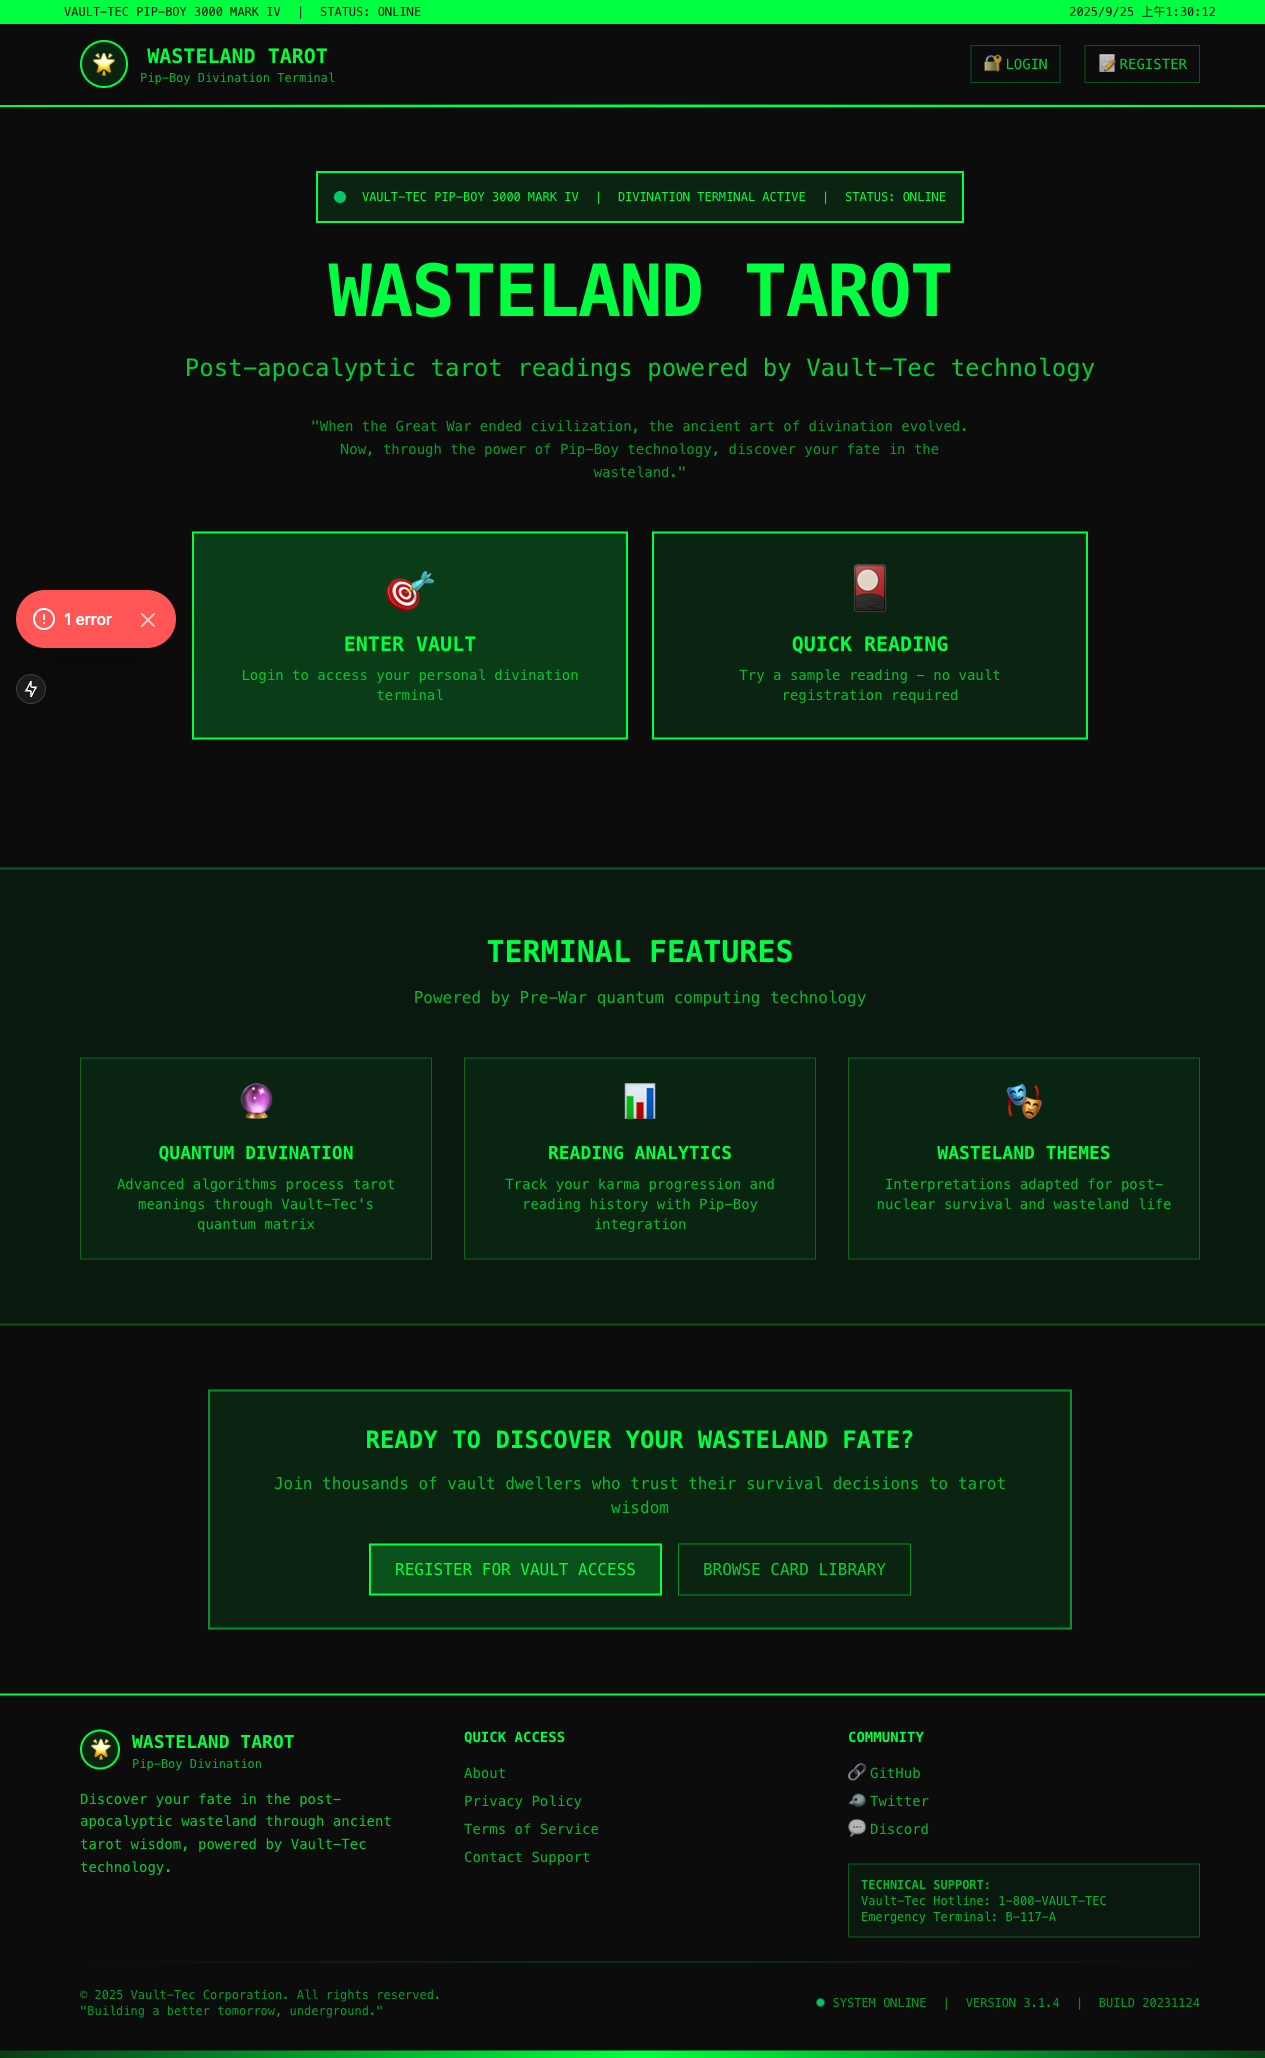 VAULT-TEC PIP-BOY 3000 MARK IV | STATUS: ONLINE
2025/9/25 上午1:30:12
WASTELAND TAROT
Pip-Boy Divination Terminal
LOGIN
REGISTER
VAULT-TEC PIP-BOY 3000 MARK IV | DIVINATION TERMINAL ACTIVE | STATUS: ONLINE
WASTELAND TAROT
Post-apocalyptic tarot readings powered by Vault-Tec technology
"When the Great War ended civilization, the ancient art of divination evolved.
Now, through the power of Pip-Boy technology, discover your fate in the
wasteland."
1 error
ENTER VAULT
Login to access your personal divination
terminal
QUICK READING
Try a sample reading - no vault
registration required
TERMINAL FEATURES
Powered by Pre-War quantum computing technology
QUANTUM DIVINATION
Advanced algorithms process tarot
meanings through Vault-Tec's
quantum matrix
READING ANALYTICS
Track your karma progression and
reading history with Pip-Boy
integration
WASTELAND THEMES
Interpretations adapted for post-
nuclear survival and wasteland life
READY TO DISCOVER YOUR WASTELAND FATE?
Join thousands of vault dwellers who trust their survival decisions to tarot
wisdom
REGISTER FOR VAULT ACCESS
BROWSE CARD LIBRARY
WASTELAND TAROT
Pip-Boy Divination
Discover your fate in the post-
apocalyptic wasteland through ancient
tarot wisdom, powered by Vault-Tec
technology.
QUICK ACCESS
About
Privacy Policy
Terms of Service
Contact Support
COMMUNITY
GitHub
Twitter
Discord
TECHNICAL SUPPORT:
Vault-Tec Hotline: 1-800-VAULT-TEC
Emergency Terminal: B-117-A
© 2025 Vault-Tec Corporation. All rights reserved.
"Building a better tomorrow, underground."
SYSTEM ONLINE | VERSION 3.1.4 | BUILD 20231124